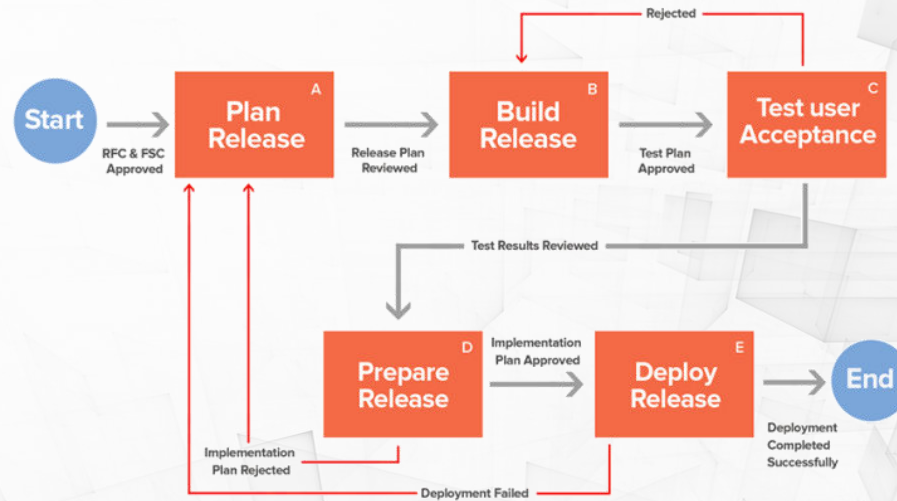 Rejected
A
Plan
Release
B
Build
Release
C
Test user
Acceptance
Start
RFC & FSC
Approved
Release Plan
Reviewed
Test Plan
Approved
Test Results Reviewed
D
Prepare
Release
Implementation
Plan Approved
E
Deploy
Release
End
Deployment
Completed
Successfully
Implementation
Plan Rejected
Deployment Failed